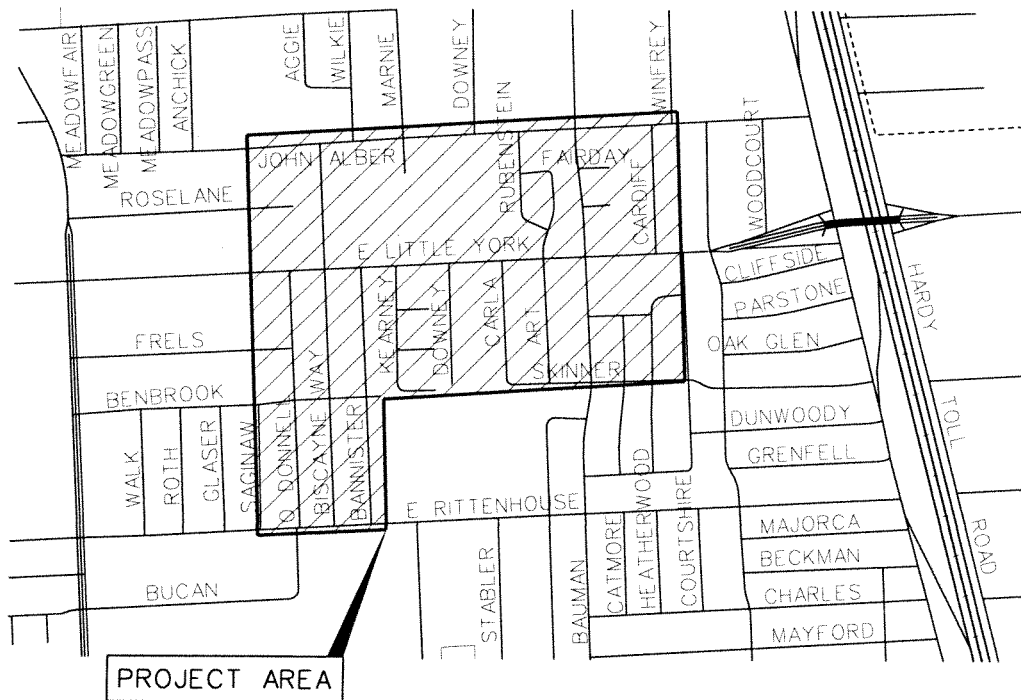 MEADOWFAIR
MEADOWGREEN
MEADOWPASS
ANCHICK
AGGIE
WILKIE
MARNIE
DOWNEY
RUBENSTEIN
WINFREY
WOODCOURT
JOHN ALBER
FAIRDAY
CARDIFF
ROSELANE
E LITTLE YORK
CLIFFSIDE
PARSTONE
HARDY
TOLL
ROAD
FRELS
KEARNEY
DOWNEY
CARLA
ART
OAK GLEN
BENBROOK
SKINNER
DUNWOODY
GRENFELL
WALK
ROTH
GLASER
SAGINAW
O DONNELL
BISCAYNE WAY
BANNISTER
E RITTENHOUSE
MAJORCA
BECKMAN
CHARLES
MAYFORD
BUCAN
STABLER
BAUMAN
CATMORE
HEATHERWOOD
COURTSHIRE
PROJECT AREA